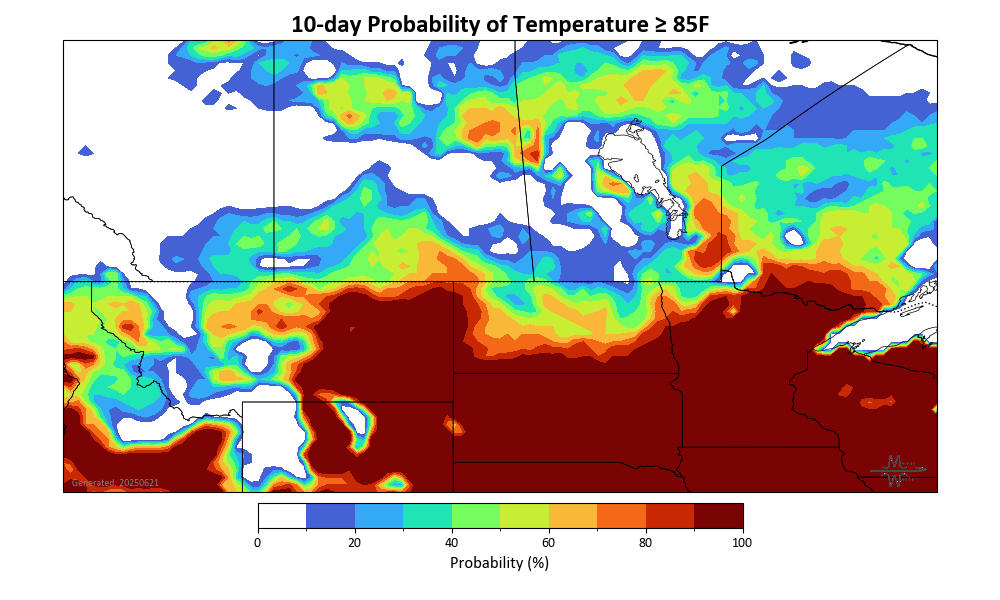 10-day Probability of Temperature ≥ 85F
Generated: 20250621
0 20 40 60 80 100
Probability (%)